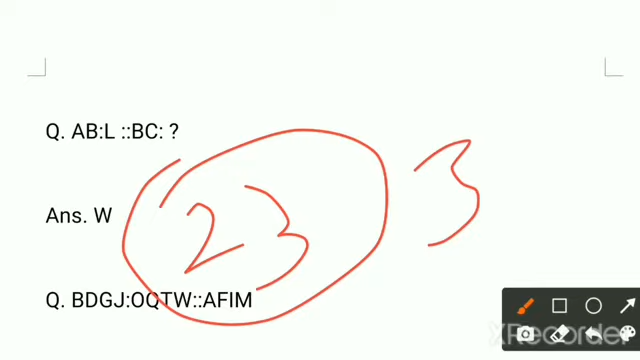 Q. AB:L ::BC: ?
3
Ans. W
23
Q. BDGJ:OQTW::AFIM
XRecorder